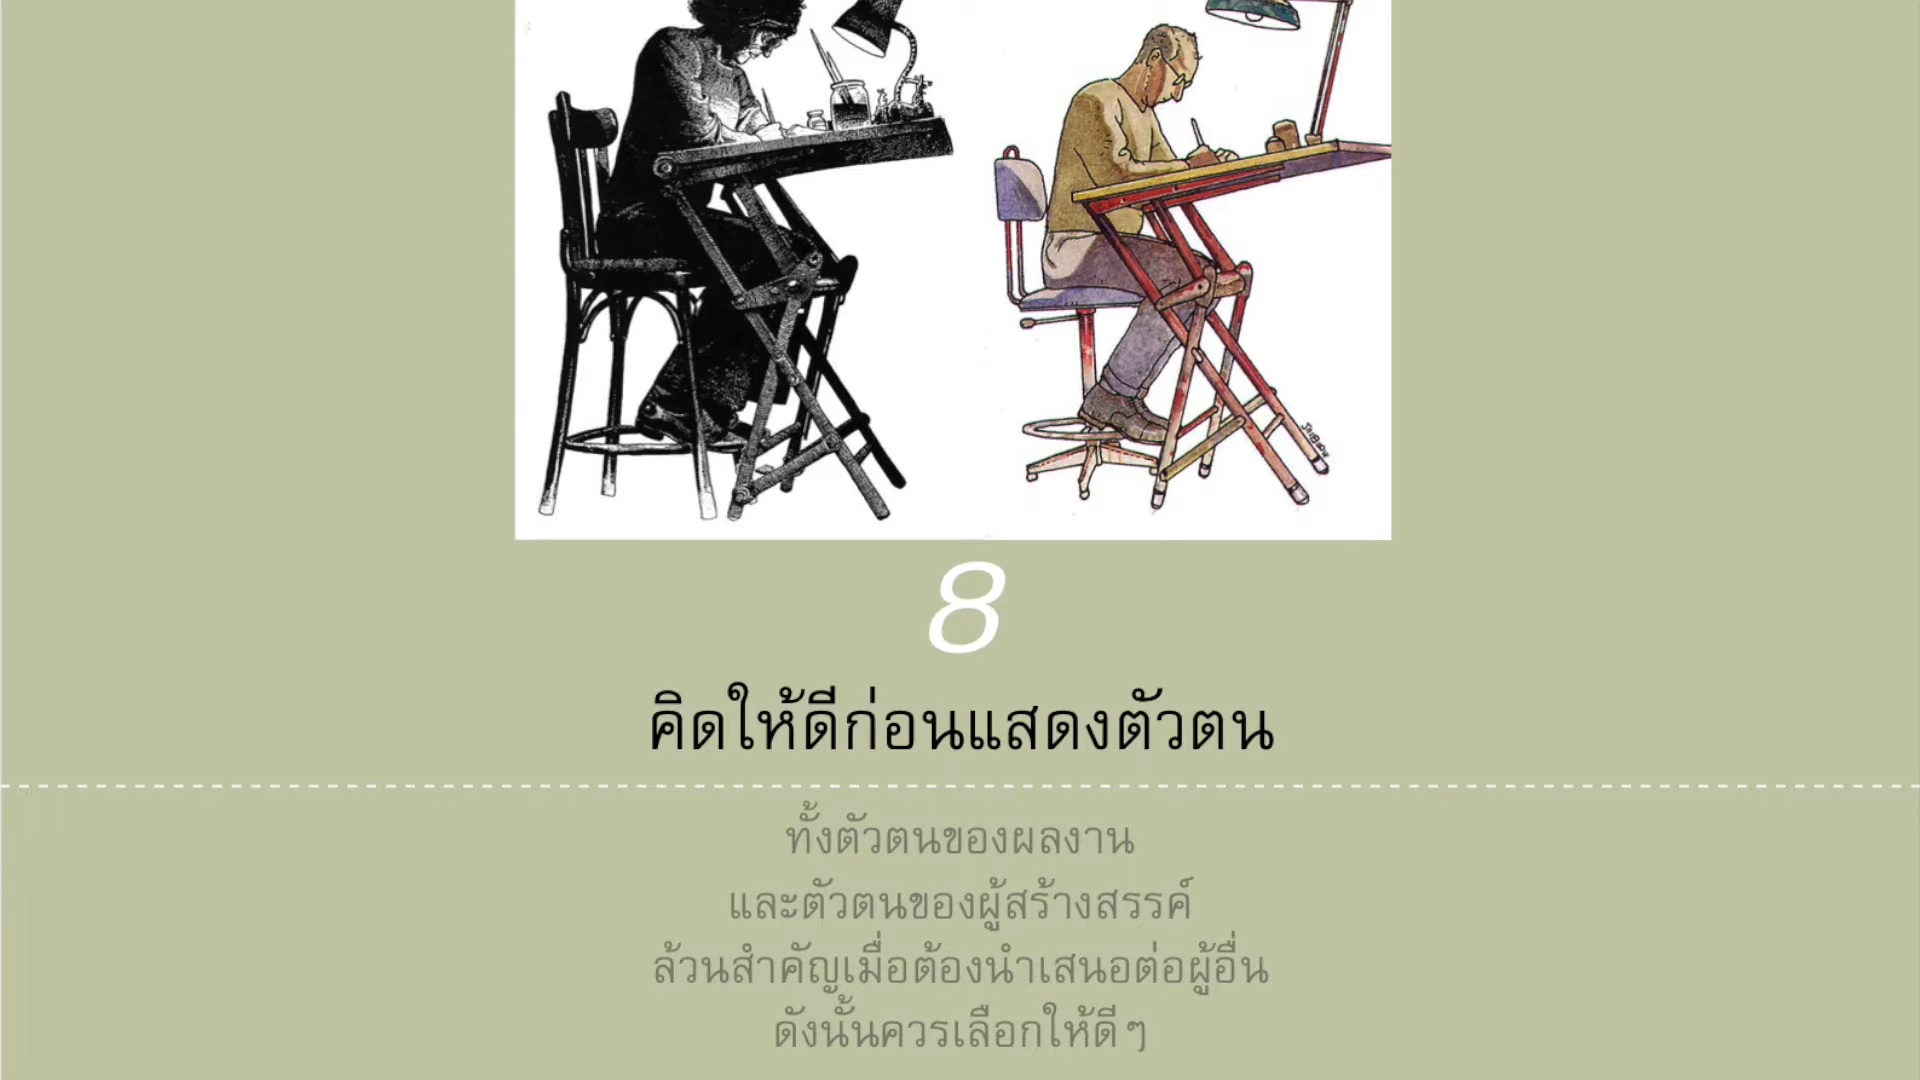 8
คิดให้ดีก่อนแสดงตัวตน
ทั้งตัวตนของผลงาน
และตัวตนของผู้สร้างสรรค์
ล้วนสำคัญเมื่อต้องนำเสนอต่อผู้อื่น
ดังนั้นควรเลือกให้ดีๆ